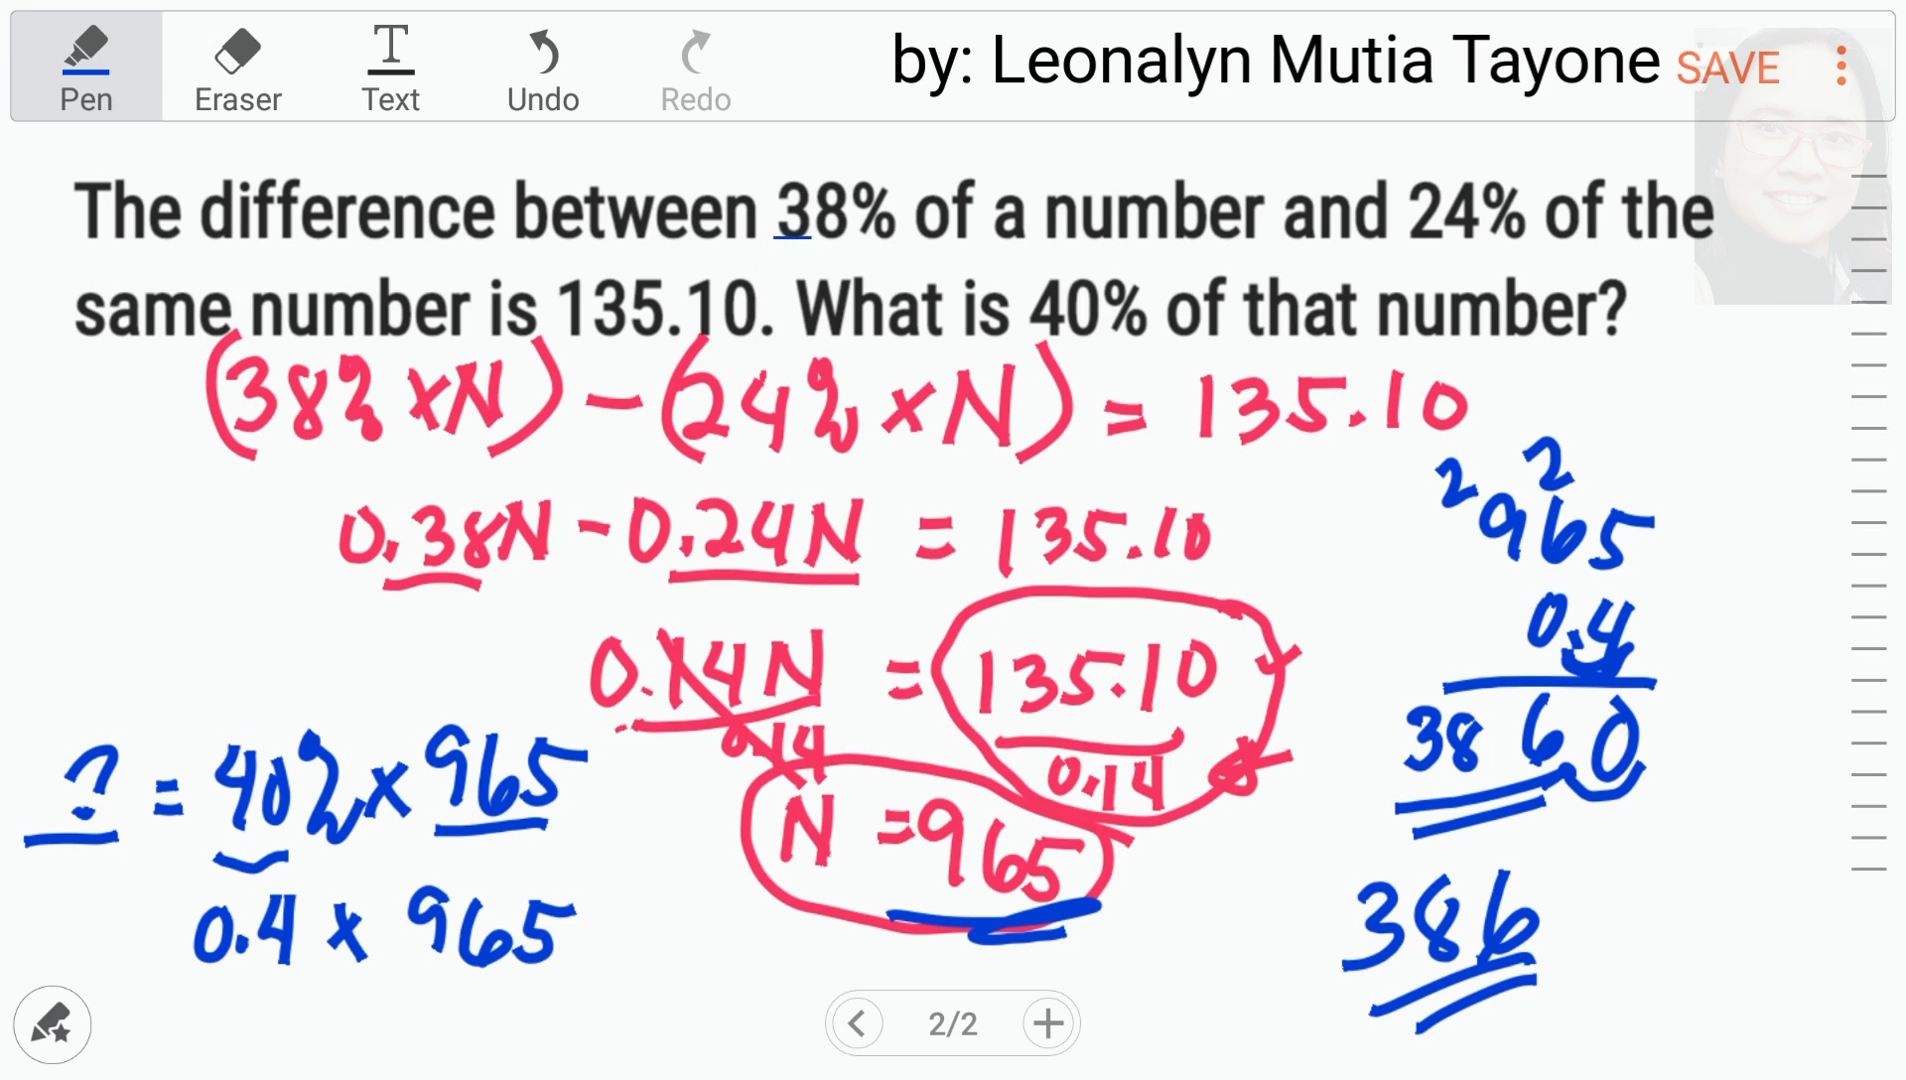 Pen Eraser Text Undo Redo by: Leonalyn Mutia Tayone SAVE
The difference between 38% of a number and 24% of the
same number is 135.10. What is 40% of that number?
(38% x N) - (24% x N) = 135.10
0.38N - 0.24N = 135.10
0.14N = 135.10
0.14 0.14
N = 965
? = 40% x 965
0.4 x 965
2 2
965
0.4
3860
386
2/2